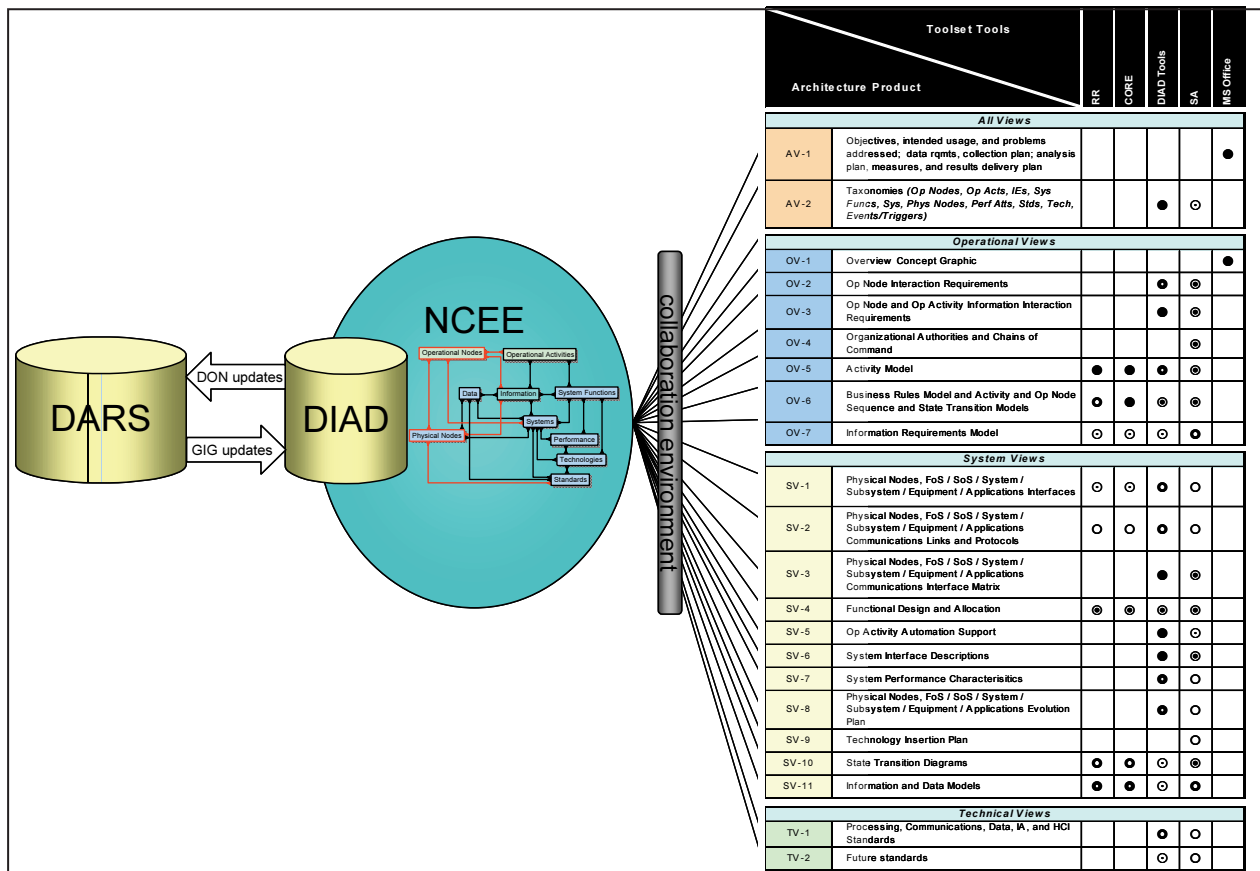 DARS
DON updates
GIG updates
DIAD
NCEE
Operational Nodes
Operational Activities
Data
Information
System Functions
Systems
Physical Nodes
Performance
Technologies
Standards
collaboration environment
Toolset Tools
Architecture Product
RR
CORE
DIAD Tools
SA
MS Office
All Views
AV-1
Objectives, intended usage, and problems
addressed; data rqmts, collection plan; analysis
plan, measures, and results delivery plan
AV-2
Taxonomies (Op Nodes, Op Acts, IEs, Sys
Funcs, Sys, Phys Nodes, Perf Atts, Stds, Tech,
Events/Triggers)
Operational Views
OV-1
Overview Concept Graphic
OV-2
Op Node Interaction Requirements
OV-3
Op Node and Op Activity Information Interaction
Requirements
OV-4
Organizational Authorities and Chains of
Command
OV-5
Activity Model
OV-6
Business Rules Model and Activity and Op Node
Sequence and State Transition Models
OV-7
Information Requirements Model
System Views
SV-1
Physical Nodes, FoS / SoS / System /
Subsystem / Equipment / Applications Interfaces
SV-2
Physical Nodes, FoS / SoS / System /
Subsystem / Equipment / Applications
Communications Links and Protocols
SV-3
Physical Nodes, FoS / SoS / System /
Subsystem / Equipment / Applications
Communications Interface Matrix
SV-4
Functional Design and Allocation
SV-5
Op Activity Automation Support
SV-6
System Interface Descriptions
SV-7
System Performance Characterisitics
SV-8
Physical Nodes, FoS / SoS / System /
Subsystem / Equipment / Applications Evolution
Plan
SV-9
Technology Insertion Plan
SV-10
State Transition Diagrams
SV-11
Information and Data Models
Technical Views
TV-1
Processing, Communications, Data, IA, and HCI
Standards
TV-2
Future standards